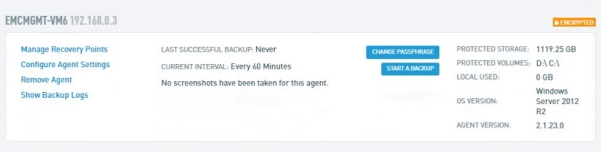 EMCMGMT-VM6 192.168.0.3
ENCRYPTED
Manage Recovery Points
Configure Agent Settings
Remove Agent
Show Backup Logs
LAST SUCCESSFUL BACKUP: Never
CURRENT INTERVAL: Every 60 Minutes
No screenshots have been taken for this agent.
CHANGE PASSPHRASE
START A BACKUP
PROTECTED STORAGE: 1119.25 GB
PROTECTED VOLUMES: D:\ C:\
LOCAL USED: 0 GB
OS VERSION: Windows
Server 2012
R2
AGENT VERSION: 2.1.23.0